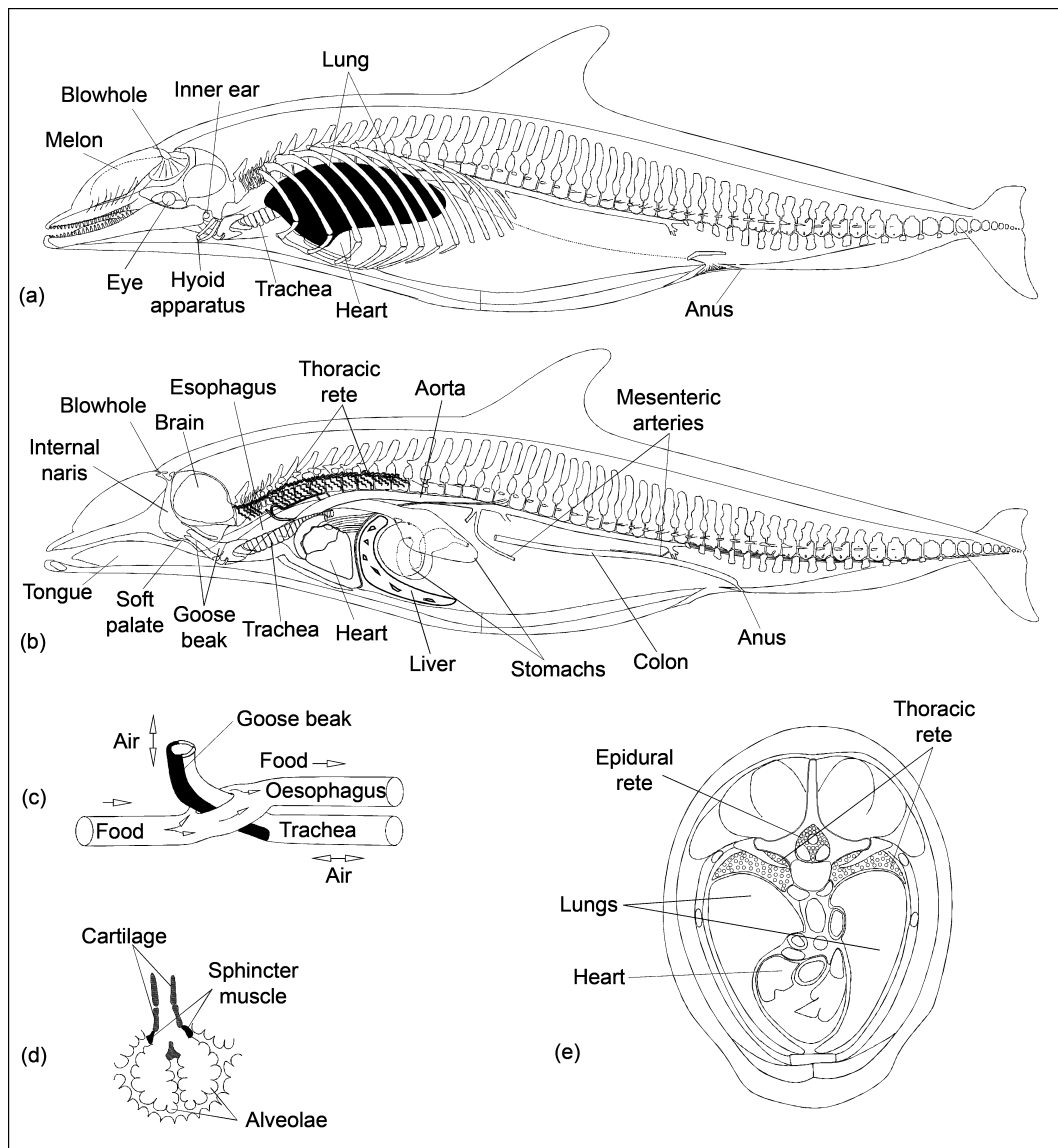 Lung
Inner ear
Blowhole
Melon
Eye
Hyoid
apparatus
Trachea
Heart
Anus
(a)
Esophagus
Thoracic
rete
Aorta
Mesenteric
arteries
Blowhole
Brain
Internal
naris
Tongue
Soft
palate
Goose
beak
Trachea
Heart
Liver
Stomachs
Colon
Anus
(b)
Goose beak
Air
Food
Oesophagus
(c)
Food
Trachea
Air
Cartilage
Sphincter
muscle
(d)
Alveolae
Thoracic
rete
Epidural
rete
Lungs
Heart
(e)